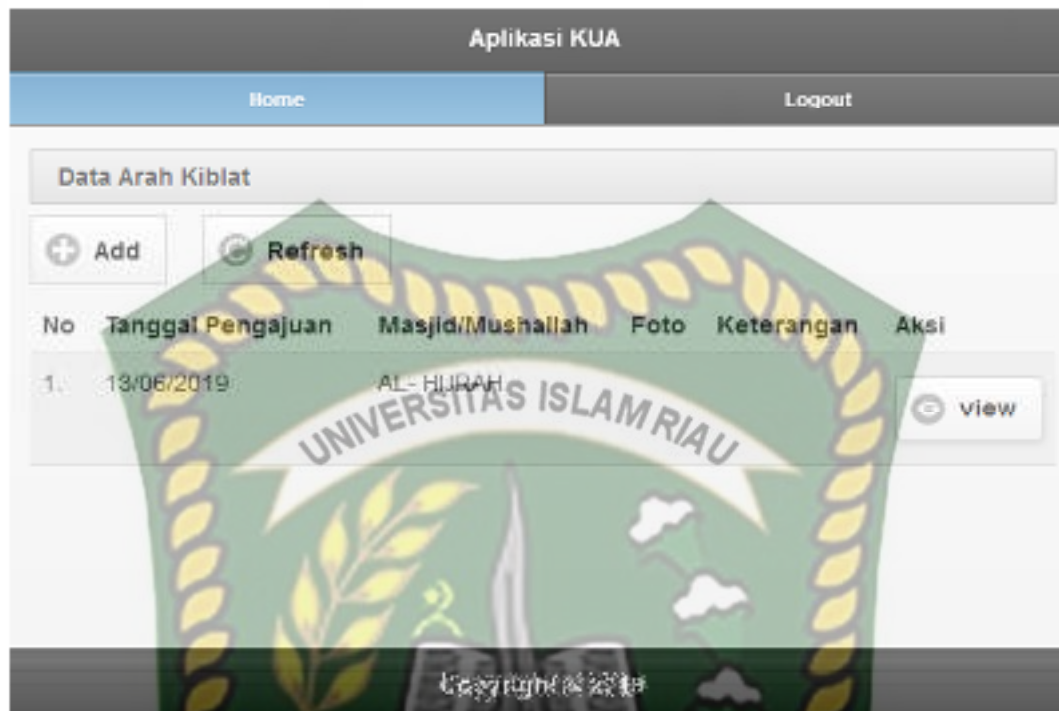 Aplikasi KUA
Home Logout
Data Arah Kiblat
Add Refresh
No Tanggal Pengajuan Masjid/Mushallah Foto Keterangan Aksi
1. 13/06/2019 AL- HIJRAH view
UNIVERSITAS ISLAM RIAU
Copyright